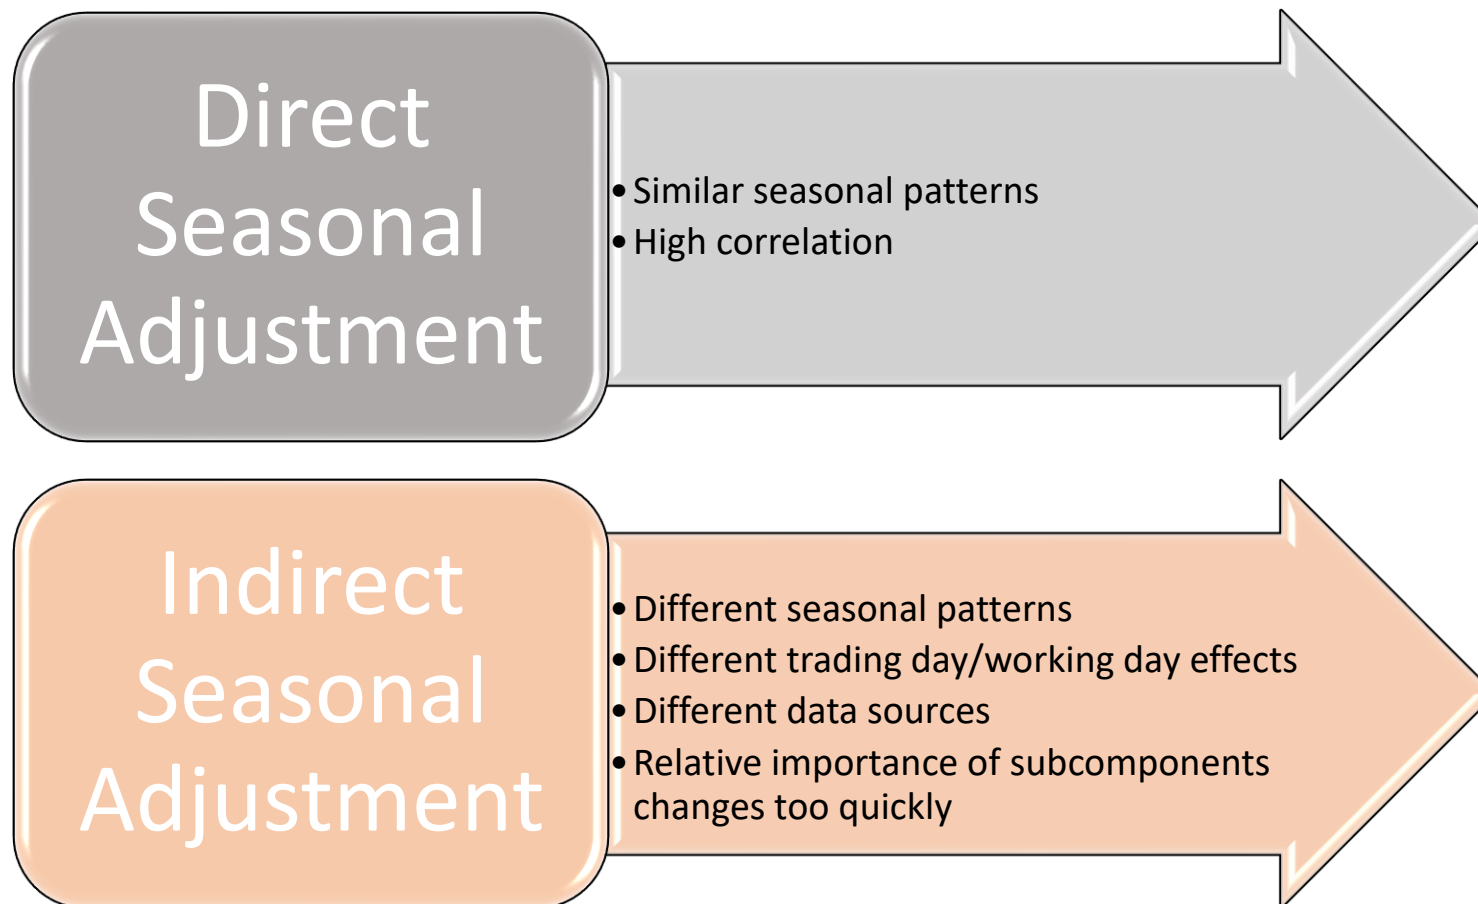 Direct
Seasonal
Adjustment
• Similar seasonal patterns
• High correlation
Indirect
Seasonal
Adjustment
• Different seasonal patterns
• Different trading day/working day effects
• Different data sources
• Relative importance of subcomponents
changes too quickly